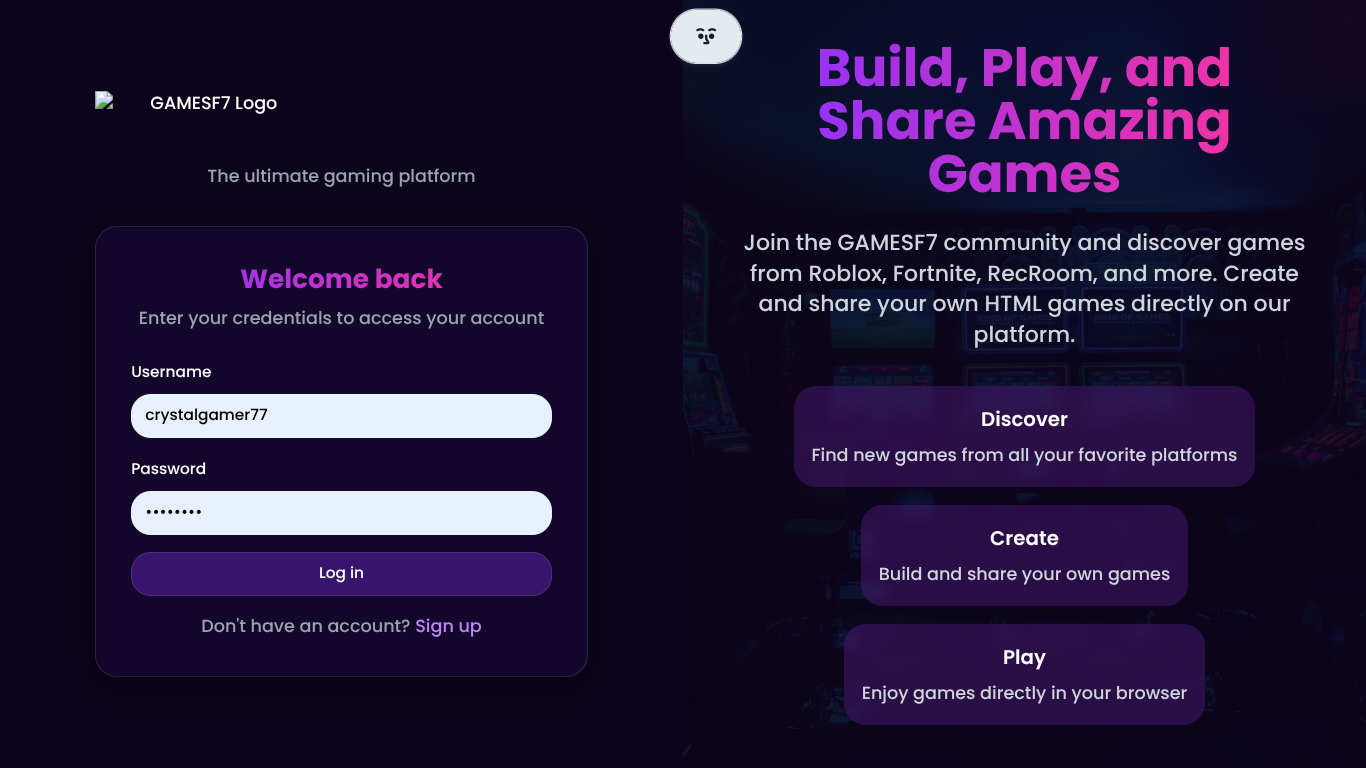 GAMESF7 Logo
The ultimate gaming platform
Welcome back
Enter your credentials to access your account
Username
crystalgamer77
Password
••••••••
Log in
Don't have an account? Sign up
Build, Play, and
Share Amazing
Games
Join the GAMESF7 community and discover games
from Roblox, Fortnite, RecRoom, and more. Create
and share your own HTML games directly on our
platform.
Discover
Find new games from all your favorite platforms
Create
Build and share your own games
Play
Enjoy games directly in your browser